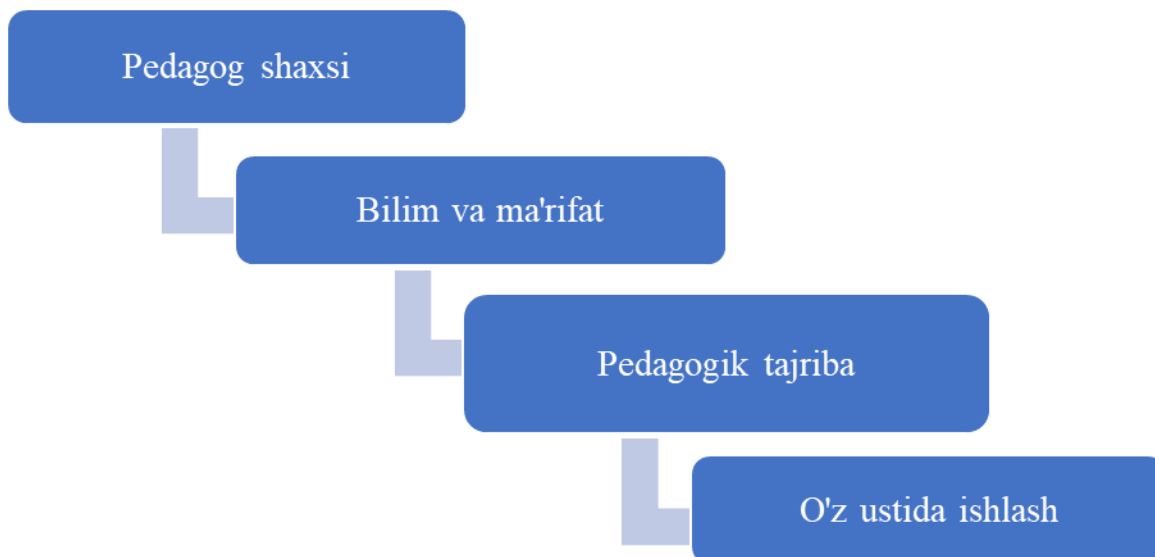 Pedagog shaxsi
Bilim va ma'rifat
Pedagogik tajriba
O'z ustida ishlash